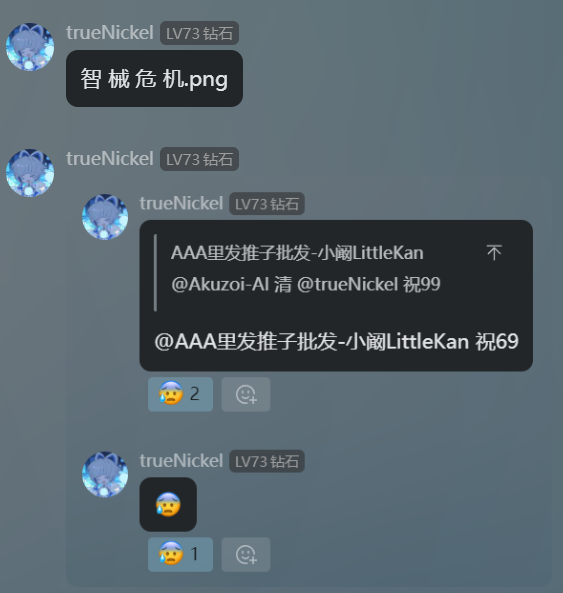 trueNickel LV73 钻石
智 械 危 机.png
trueNickel LV73 钻石
trueNickel LV73 钻石
AAA里发推子批发-小阚LittleKan
@Akuzoi-AI 清 @trueNickel 祝99
@AAA里发推子批发-小阚LittleKan 祝69
😰 2
trueNickel LV73 钻石
😰
😰 1